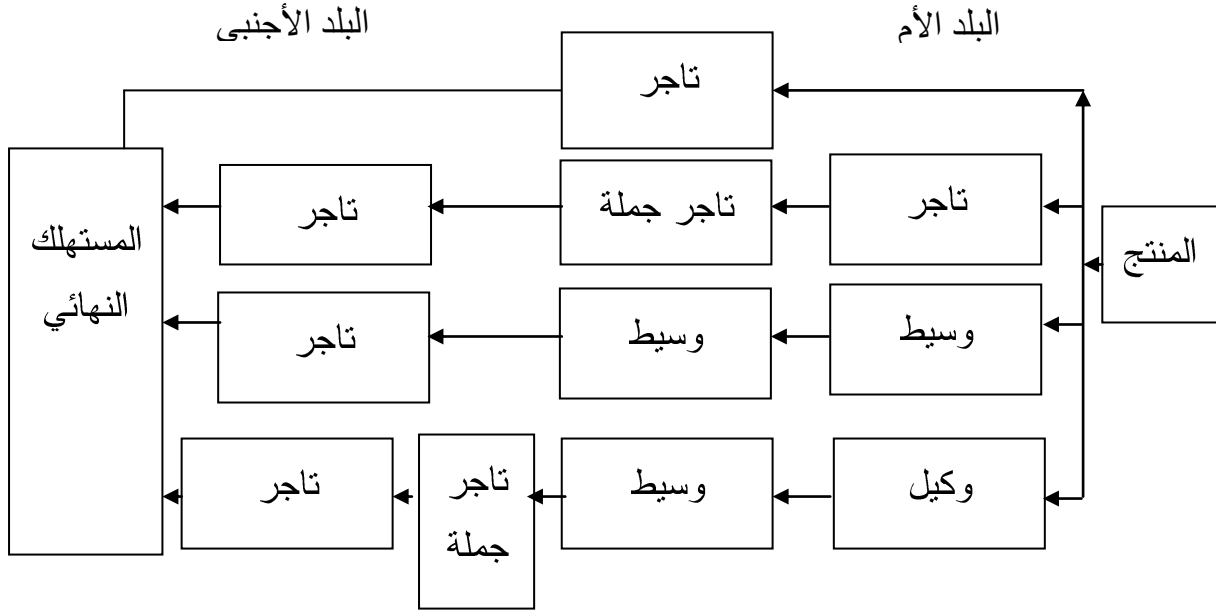 البلد الأم
البلد الأجنبى
تاجر
المنتج
تاجر
تاجر جملة
تاجر
المستهلك
النهائي
وسيط
وسيط
تاجر
وكيل
وسيط
تاجر
جملة
تاجر